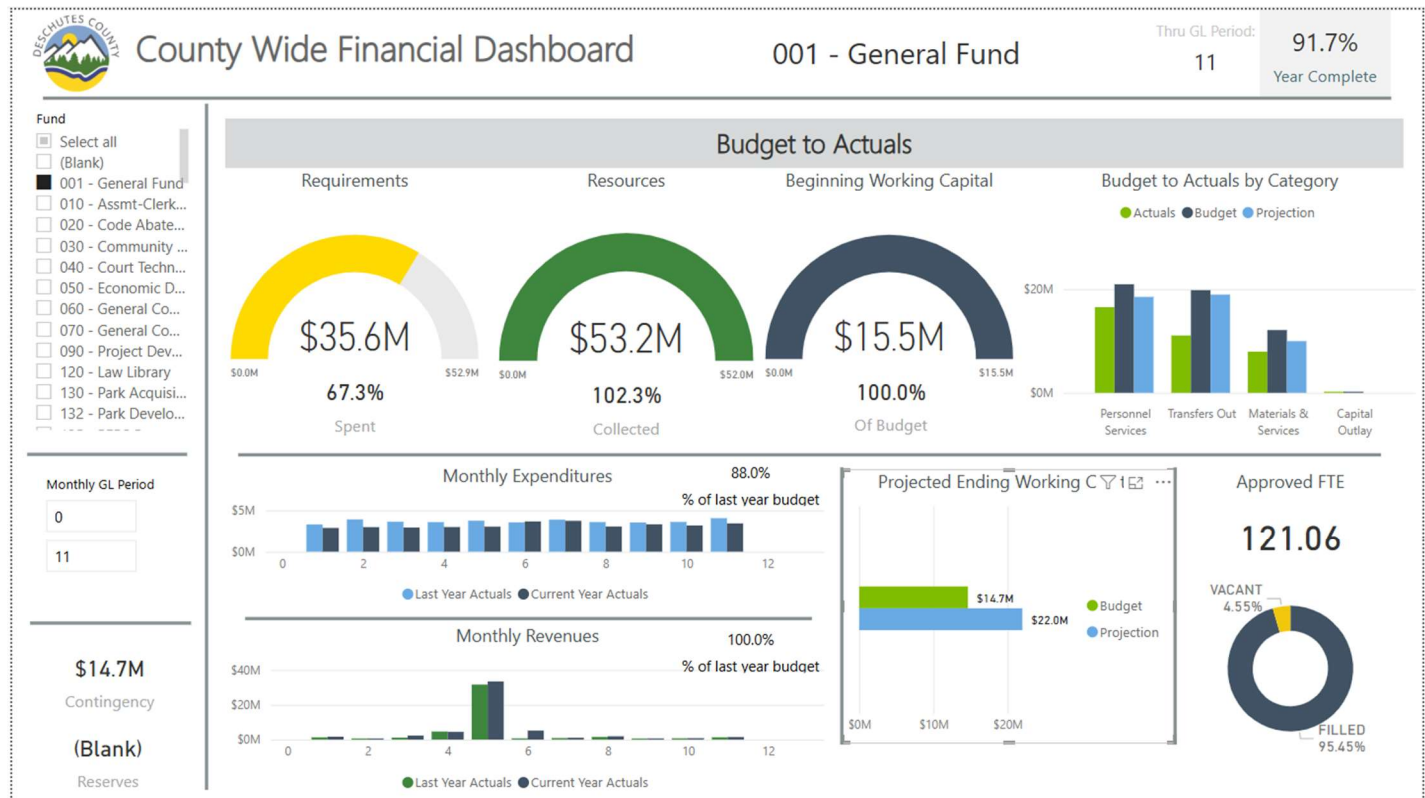 DESCHUTES COUNTY
County Wide Financial Dashboard
001 - General Fund
Thru GL Period:
11
91.7%
Year Complete
Fund
Select all
(Blank)
001 - General Fund
010 - Assmt-Clerk...
020 - Code Abate...
030 - Community ...
040 - Court Techn...
050 - Economic D...
060 - General Co...
070 - General Co...
090 - Project Dev...
120 - Law Library
130 - Park Acquisi...
132 - Park Develo...
Monthly GL Period
0
11
$14.7M
Contingency
(Blank)
Reserves
Budget to Actuals
Requirements
$35.6M
$0.0M $52.9M
67.3%
Spent
Resources
$53.2M
$0.0M $52.0M
102.3%
Collected
Beginning Working Capital
$15.5M
$0.0M $15.5M
100.0%
Of Budget
Budget to Actuals by Category
Actuals Budget Projection
$20M
$0M
Personnel Services
Transfers Out
Materials & Services
Capital Outlay
Monthly Expenditures
88.0%
% of last year budget
$5M
$0M
0 2 4 6 8 10 12
Last Year Actuals Current Year Actuals
Monthly Revenues
100.0%
% of last year budget
$40M
$20M
$0M
0 2 4 6 8 10 12
Last Year Actuals Current Year Actuals
Projected Ending Working C
1
$14.7M
$22.0M
Budget
Projection
$0M $10M $20M
Approved FTE
121.06
VACANT
4.55%
FILLED
95.45%